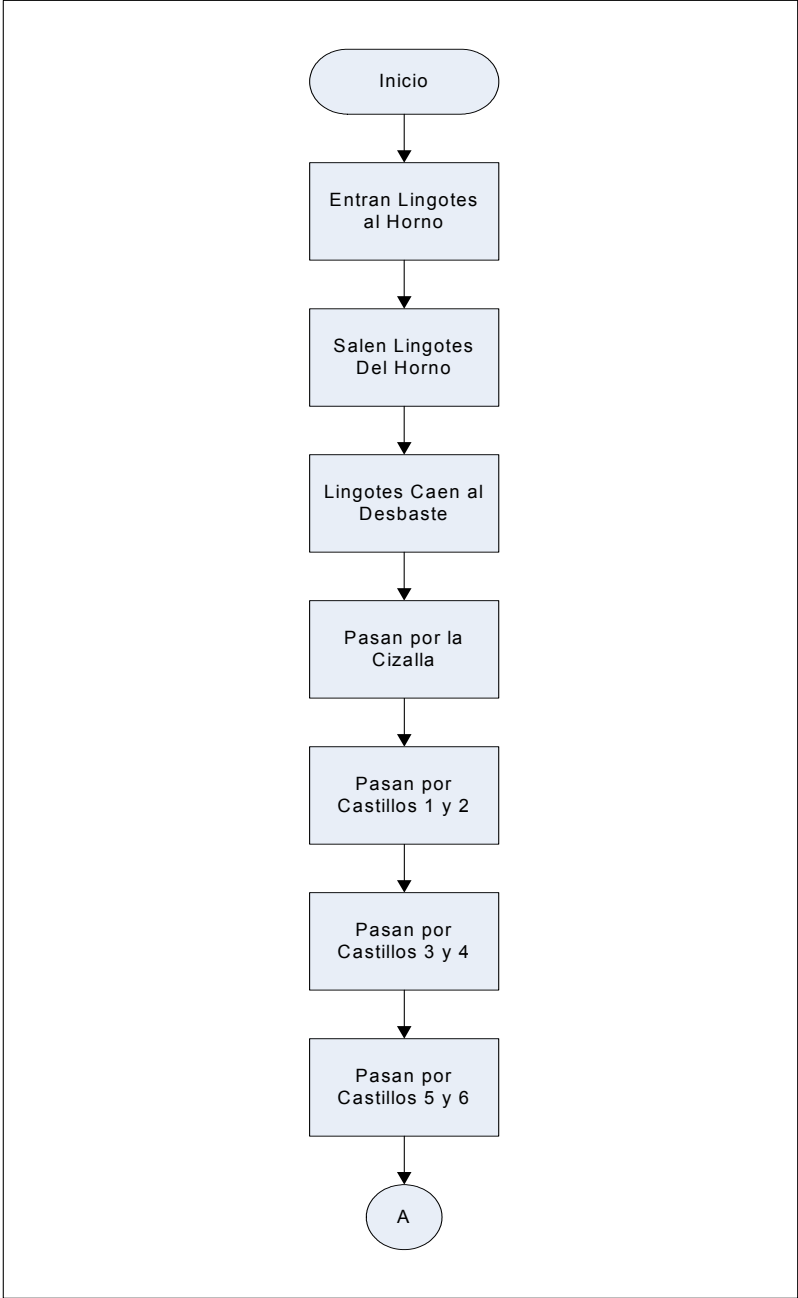 Inicio
Entran Lingotes
al Horno
Salen Lingotes
Del Horno
Lingotes Caen al
Desbaste
Pasan por la
Cizalla
Pasan por
Castillos 1 y 2
Pasan por
Castillos 3 y 4
Pasan por
Castillos 5 y 6
A